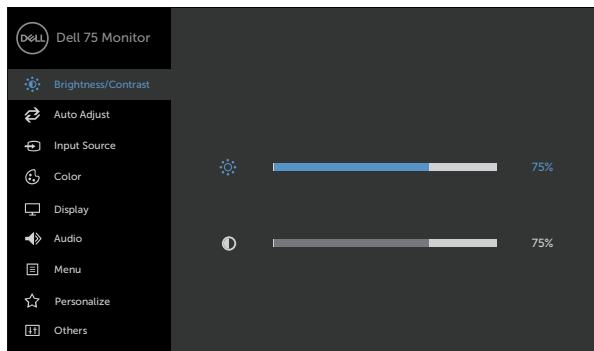 DELL Dell 75 Monitor
Brightness/Contrast
Auto Adjust
Input Source
75%
Color
Display
Audio
75%
Menu
Personalize
Others